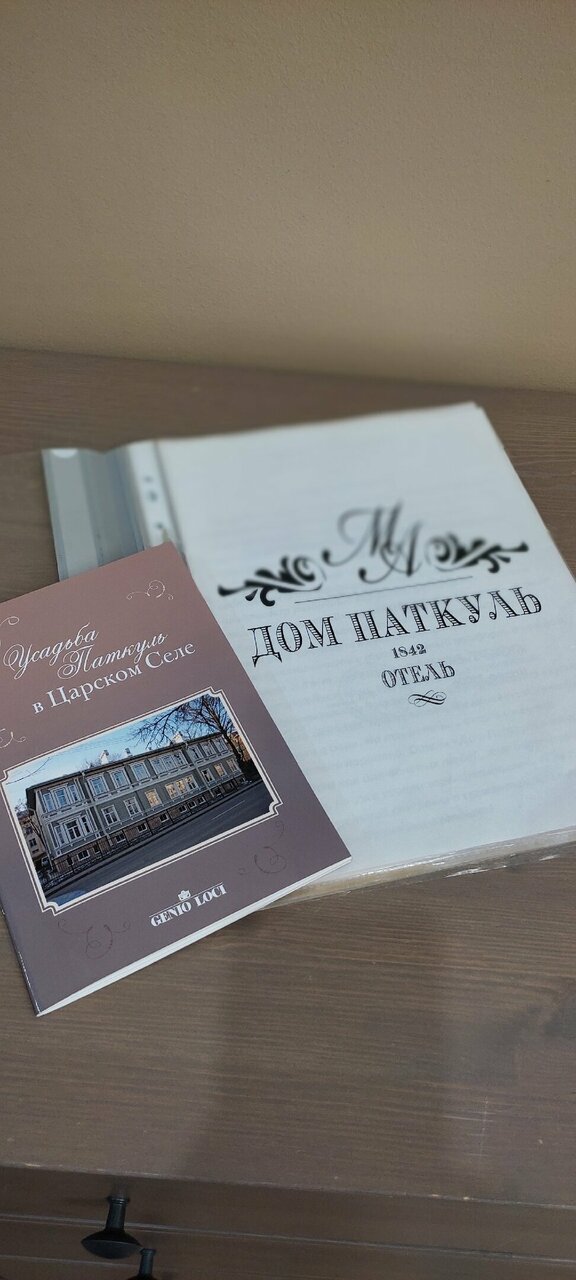 Усадьба
Паткуль
в Царском Селе
GENIO LOCI
МА
ДОМ ПАТКУЛЬ
1842
ОТЕЛЬ